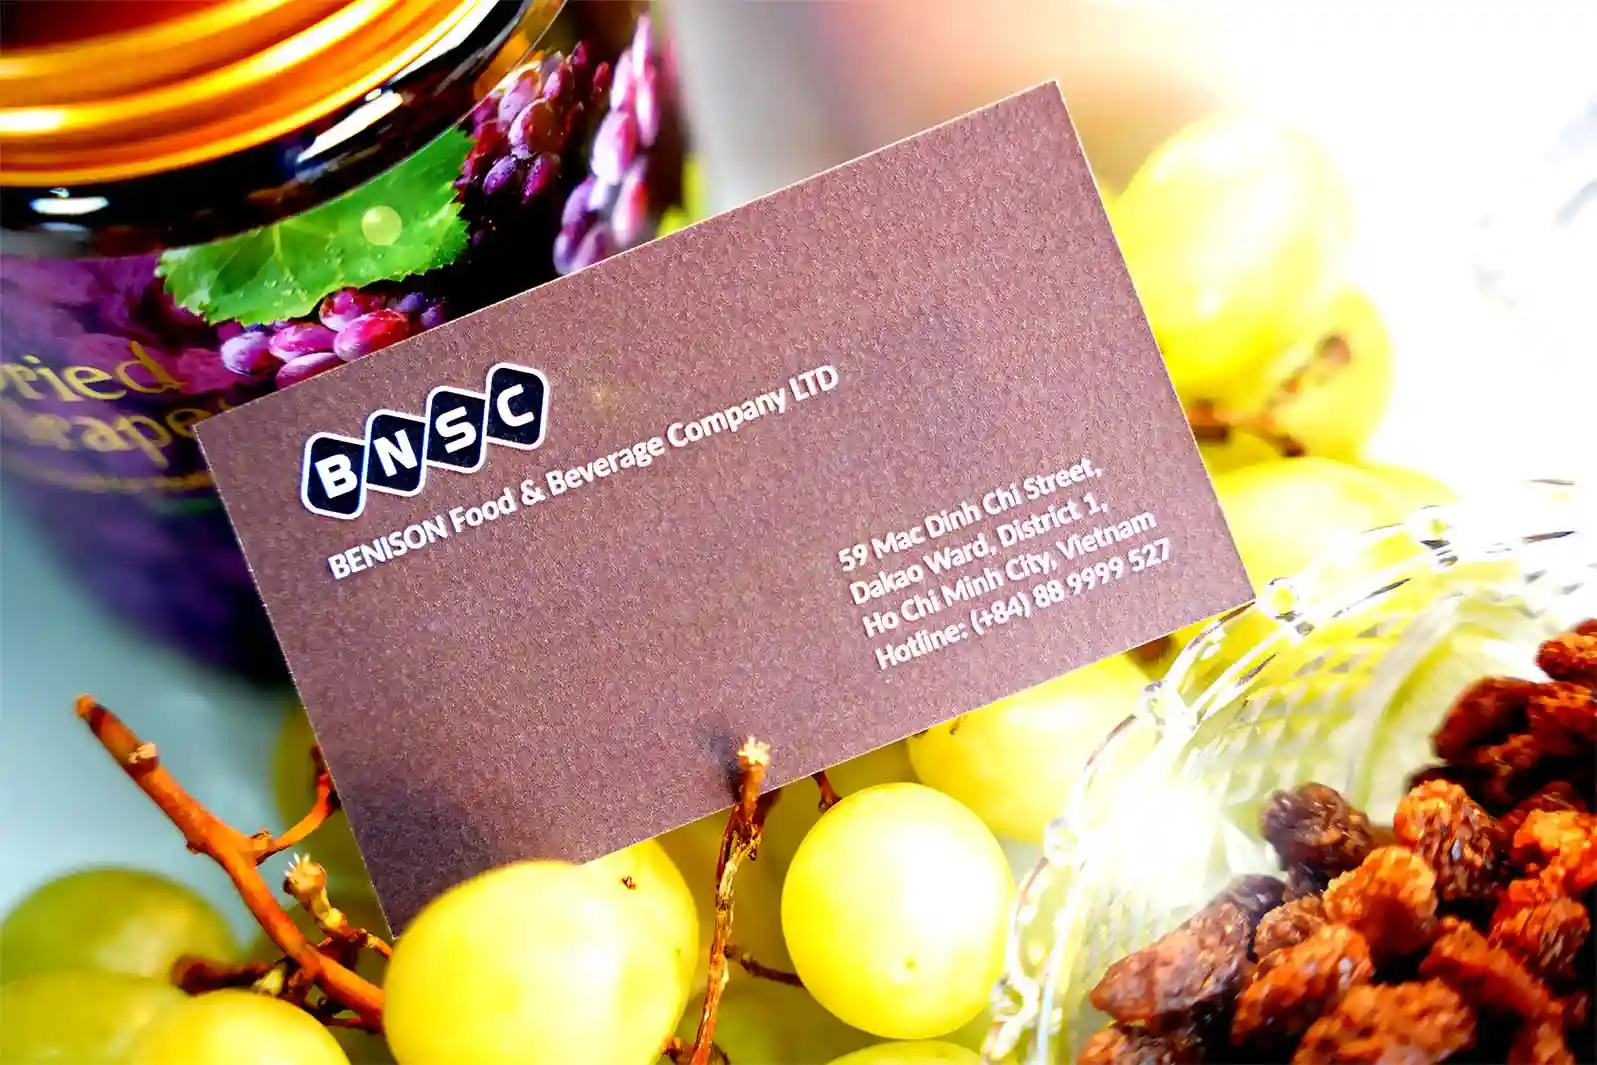 BNSC
BENISON Food & Beverage Company LTD
59 Mac Dinh Chi Street,
Dakao Ward, District 1,
Ho Chi Minh City, Vietnam
Hotline: (+84) 88 9999 527